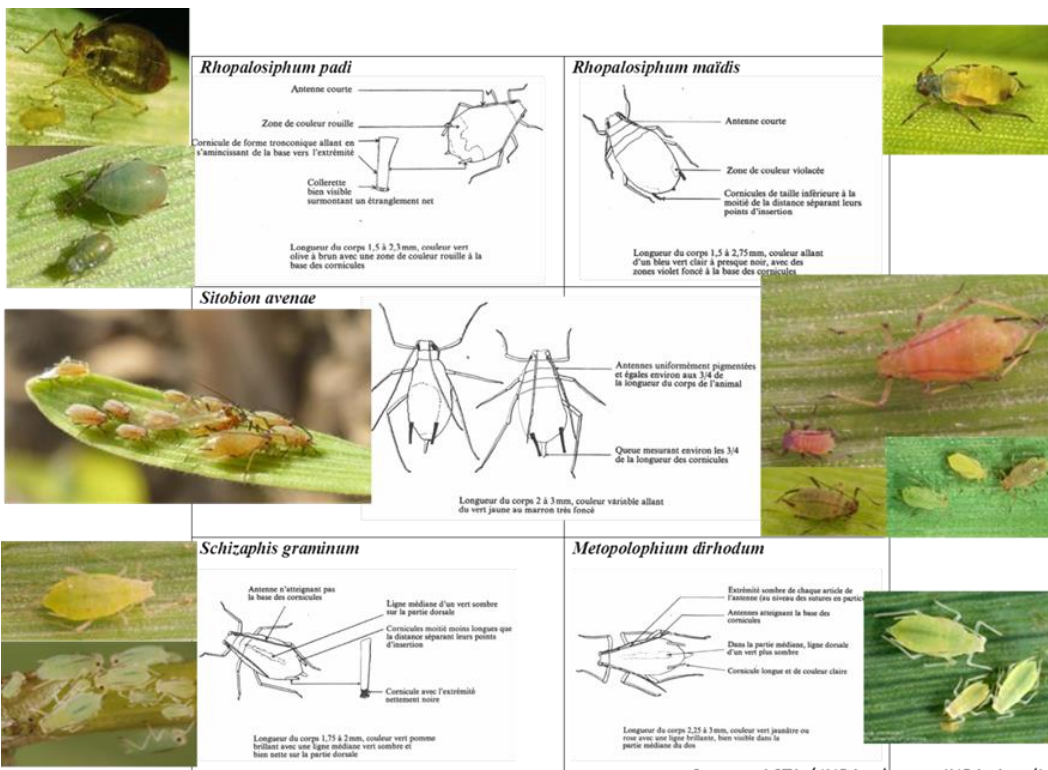 Rhopalosiphum padi
Antenne courte
Zone de couleur rouille
Cornicule de forme tronconique allant en
s'amincissant de la base vers l'extrémité
Collerette
bien visible
surmontant un étranglement net
Longueur du corps 1,5 à 2,3mm, couleur vert
olive à brun avec une zone de couleur rouille à la
base des cornicules
Rhopalosiphum maïdis
Antenne courte
Zone de couleur violacée
Cornicules de taille inférieure à la
moitié de la distance séparant leurs
points d'insertion
Longueur du corps 1,5 à 2,75mm, couleur allant
d'un bleu vert clair à presque noir, avec des
zones violet foncé à la base des cornicules
Sitobion avenae
Antennes uniformément pigmentées
et égales environ aux 3/4 de
la longueur du corps de l'animal
Queue mesurant environ les 3/4
de la longueur des cornicules
Longueur du corps 2 à 3mm, couleur variable allant
du vert jaune au marron très foncé
Schizaphis graminum
Antenne n'atteignant pas
la base des cornicules
Ligne médiane d'un vert sombre
sur la partie dorsale
Cornicules moitié moins longues que
la distance séparant leurs points
d'insertion
Cornicule avec l'extrémité
nettement noire
Longueur du corps 1,75 à 2mm, couleur vert pomme
brillant avec une ligne médiane vert sombre et
bien nette sur la partie dorsale
Metopolophium dirhodum
Extrémité sombre de chaque article de
l'antenne (au niveau des sutures en partic
Antennes atteignant la base des
cornicules
Dans la partie médiane, ligne dorsale
d'un vert plus sombre
Cornicule longue et de couleur claire
Longueur du corps 2,25 à 3mm, couleur vert jaunâtre ou
rose avec une ligne brillante, bien visible dans la
partie médiane du dos